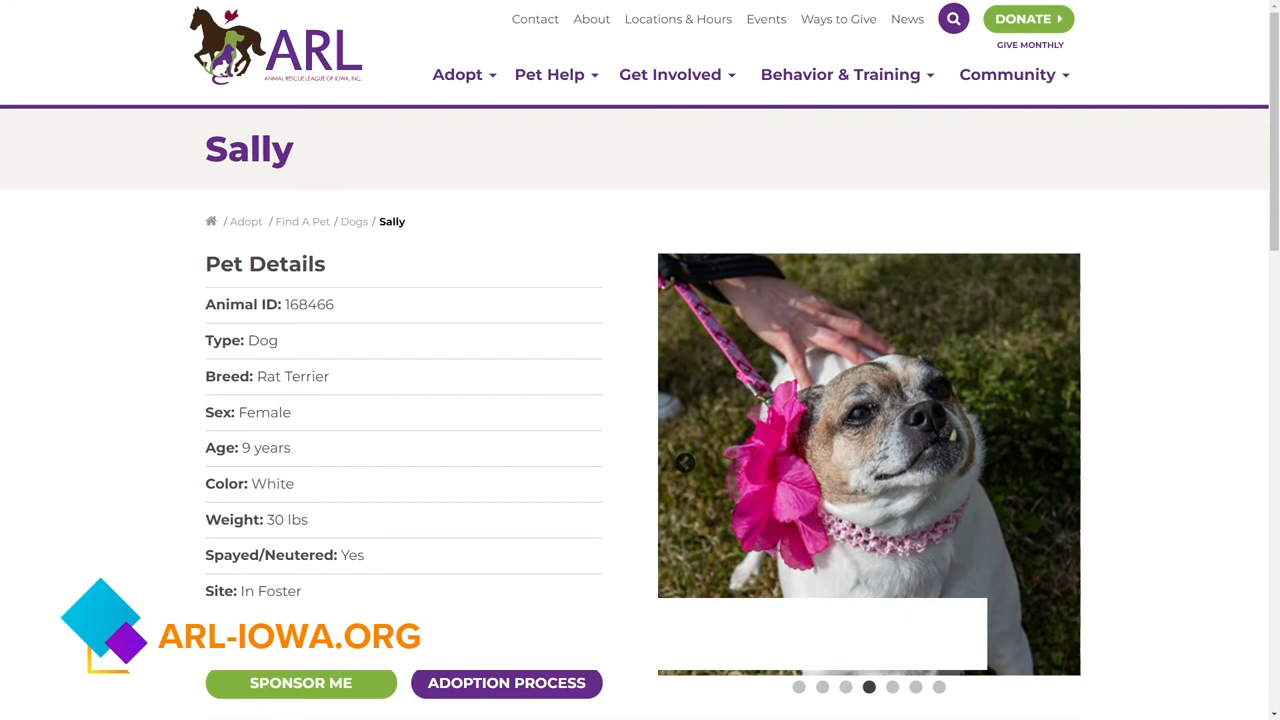 Contact About Locations & Hours Events Ways to Give News DONATE
GIVE MONTHLY
ARL
ANIMAL RESCUE LEAGUE OF IOWA, INC.
Adopt Pet Help Get Involved Behavior & Training Community
Sally
/ Adopt / Find A Pet / Dogs / Sally
Pet Details
Animal ID: 168466
Type: Dog
Breed: Rat Terrier
Sex: Female
Age: 9 years
Color: White
Weight: 30 lbs
Spayed/Neutered: Yes
Site: In Foster
ARL-IOWA.ORG
SPONSOR ME ADOPTION PROCESS